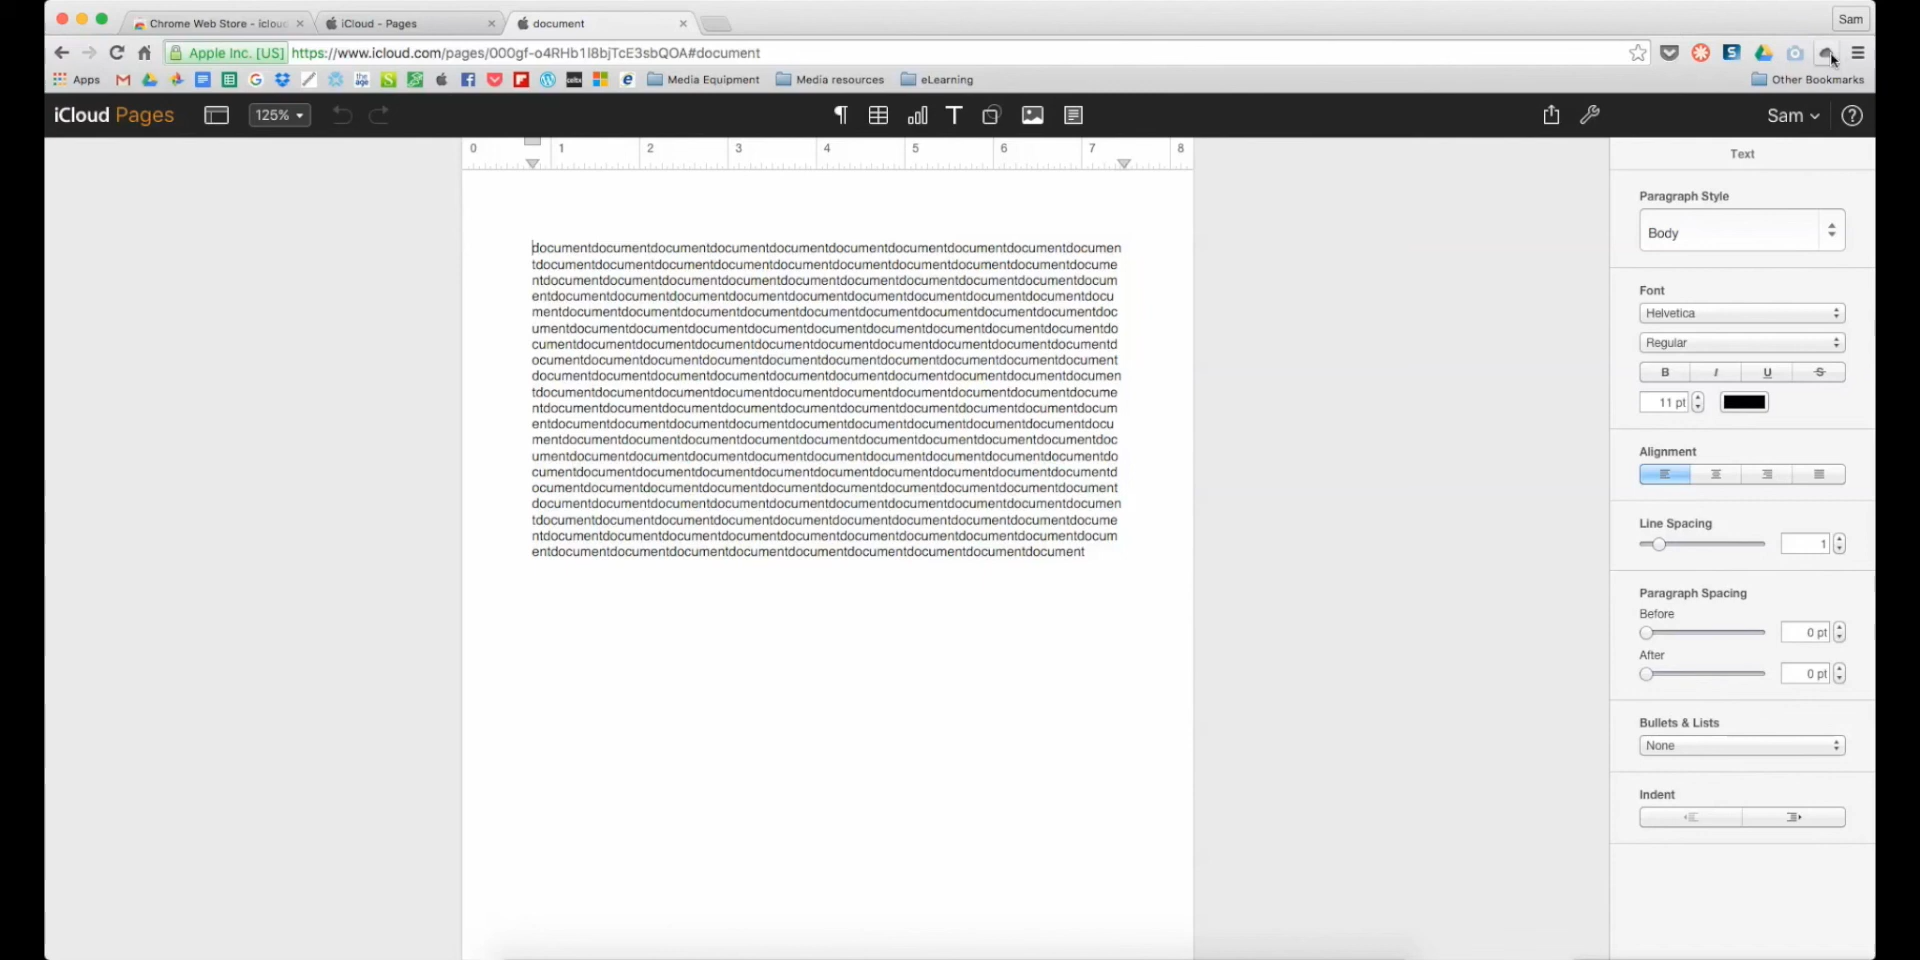 Chrome Web Store - iclou
iCloud - Pages
document
Sam
Apple Inc. [US]
https://www.icloud.com/pages/000gf-o4RHb1I8bjTcE3sbQOA#document
Apps
Media Equipment
Media resources
eLearning
Other Bookmarks
iCloud Pages
125%
Sam
0 1 2 3 4 5 6 7 8
documentdocumentdocumentdocumentdocumentdocumentdocumentdocumentdocumentdocumen
tdocumentdocumentdocumentdocumentdocumentdocumentdocumentdocumentdocumentdocume
ntdocumentdocumentdocumentdocumentdocumentdocumentdocumentdocumentdocumentdocum
entdocumentdocumentdocumentdocumentdocumentdocumentdocumentdocumentdocumentdocu
mentdocumentdocumentdocumentdocumentdocumentdocumentdocumentdocumentdocumentdoc
umentdocumentdocumentdocumentdocumentdocumentdocumentdocumentdocumentdocumentdo
cumentdocumentdocumentdocumentdocumentdocumentdocumentdocumentdocumentdocumentd
ocumentdocumentdocumentdocumentdocumentdocumentdocumentdocumentdocumentdocument
documentdocumentdocumentdocumentdocumentdocumentdocumentdocumentdocumentdocumen
tdocumentdocumentdocumentdocumentdocumentdocumentdocumentdocumentdocumentdocume
ntdocumentdocumentdocumentdocumentdocumentdocumentdocumentdocumentdocumentdocum
entdocumentdocumentdocumentdocumentdocumentdocumentdocumentdocumentdocumentdocu
mentdocumentdocumentdocumentdocumentdocumentdocumentdocumentdocumentdocumentdoc
umentdocumentdocumentdocumentdocumentdocumentdocumentdocumentdocumentdocumentdo
cumentdocumentdocumentdocumentdocumentdocumentdocumentdocumentdocumentdocumentd
ocumentdocumentdocumentdocumentdocumentdocumentdocumentdocumentdocumentdocument
documentdocumentdocumentdocumentdocumentdocumentdocumentdocumentdocumentdocumen
tdocumentdocumentdocumentdocumentdocumentdocumentdocumentdocumentdocumentdocume
ntdocumentdocumentdocumentdocumentdocumentdocumentdocumentdocumentdocumentdocum
entdocumentdocumentdocumentdocumentdocumentdocumentdocumentdocumentdocument
Text
Paragraph Style
Body
Font
Helvetica
Regular
B I U S
11 pt
Alignment
Line Spacing
1
Paragraph Spacing
Before
0 pt
After
0 pt
Bullets & Lists
None
Indent